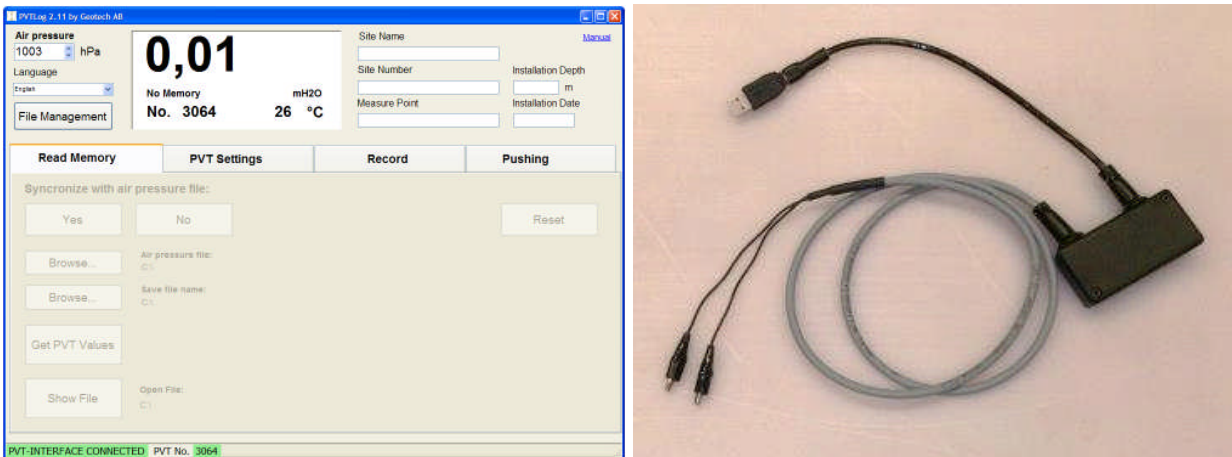 PVTLog 2.11 by Geotech AB
Air pressure
1003 hPa
Language
English
File Management
0,01
No Memory mH2O
No. 3064 26 °C
Site Name
Manual
Site Number
Installation Depth
m
Measure Point
Installation Date
Read Memory PVT Settings Record Pushing
Syncronize with air pressure file:
Yes No Reset
Browse... Air pressure file:
C:\
Browse... Save file name:
C:\
Get PVT Values
Show File Open File:
C:\
PVT-INTERFACE CONNECTED PVT No. 3064